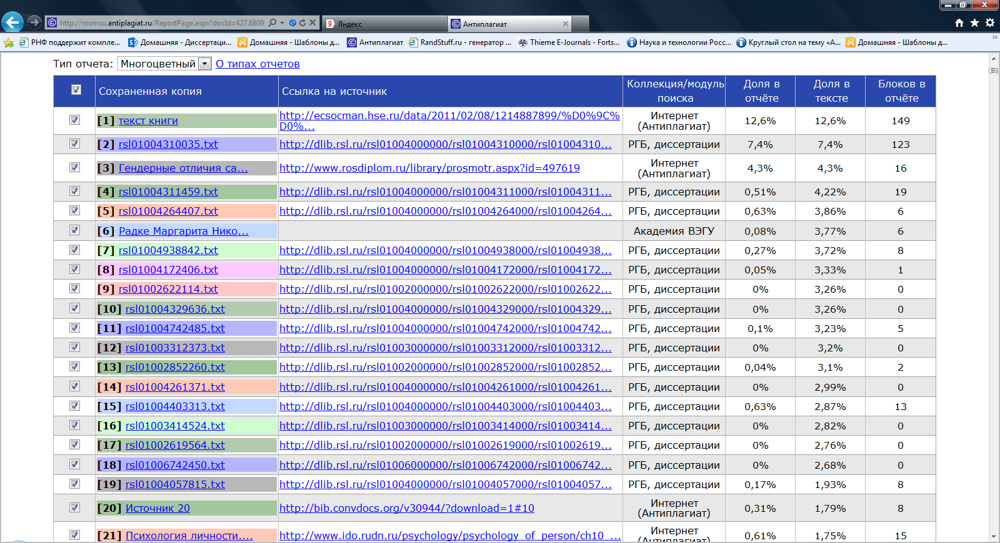 http://msmsu.antiplagiat.ru/ReportPage.aspx?docId=427.6809
Яндекс
Антиплагиат
РНФ поддержит компле...
Домашняя - Диссертаци...
Домашняя - Шаблоны д...
Антиплагиат
RandStuff.ru - генератор ...
Thieme E-Journals - Forts...
Наука и технологии Росс...
Круглый стол на тему «А...
Домашняя - Шаблоны д...
Тип отчета: Многоцветный О типах отчетов
Сохраненная копия Ссылка на источник Коллекция/модуль поиска Доля в отчёте Доля в тексте Блоков в отчёте
[1] текст книги http://ecsocman.hse.ru/data/2011/02/08/1214887899/%D0%9C%D0%... Интернет (Антиплагиат) 12,6% 12,6% 149
[2] rsl01004310035.txt http://dlib.rsl.ru/rsl01004000000/rsl01004310000/rsl01004310... РГБ, диссертации 7,4% 7,4% 123
[3] Гендерные отличия са... http://www.rosdiplom.ru/library/prosmotr.aspx?id=497619 Интернет (Антиплагиат) 4,3% 4,3% 16
[4] rsl01004311459.txt http://dlib.rsl.ru/rsl01004000000/rsl01004311000/rsl01004311... РГБ, диссертации 0,51% 4,22% 19
[5] rsl01004264407.txt http://dlib.rsl.ru/rsl01004000000/rsl01004264000/rsl01004264... РГБ, диссертации 0,63% 3,86% 6
[6] Радке Маргарита Нико... Академия ВЭГУ 0,08% 3,77% 6
[7] rsl01004938842.txt http://dlib.rsl.ru/rsl01004000000/rsl01004938000/rsl01004938... РГБ, диссертации 0,27% 3,72% 8
[8] rsl01004172406.txt http://dlib.rsl.ru/rsl01004000000/rsl01004172000/rsl01004172... РГБ, диссертации 0,05% 3,33% 1
[9] rsl01002622114.txt http://dlib.rsl.ru/rsl01002000000/rsl01002622000/rsl01002622... РГБ, диссертации 0% 3,26% 0
[10] rsl01004329636.txt http://dlib.rsl.ru/rsl01004000000/rsl01004329000/rsl01004329... РГБ, диссертации 0% 3,26% 0
[11] rsl01004742485.txt http://dlib.rsl.ru/rsl01004000000/rsl01004742000/rsl01004742... РГБ, диссертации 0,1% 3,23% 5
[12] rsl01003312373.txt http://dlib.rsl.ru/rsl01003000000/rsl01003312000/rsl01003312... РГБ, диссертации 0% 3,2% 0
[13] rsl01002852260.txt http://dlib.rsl.ru/rsl01002000000/rsl01002852000/rsl01002852... РГБ, диссертации 0,04% 3,1% 2
[14] rsl01004261371.txt http://dlib.rsl.ru/rsl01004000000/rsl01004261000/rsl01004261... РГБ, диссертации 0% 2,99% 0
[15] rsl01004403313.txt http://dlib.rsl.ru/rsl01004000000/rsl01004403000/rsl01004403... РГБ, диссертации 0,63% 2,87% 13
[16] rsl01003414524.txt http://dlib.rsl.ru/rsl01003000000/rsl01003414000/rsl01003414... РГБ, диссертации 0% 2,82% 0
[17] rsl01002619564.txt http://dlib.rsl.ru/rsl01002000000/rsl01002619000/rsl01002619... РГБ, диссертации 0% 2,76% 0
[18] rsl01006742450.txt http://dlib.rsl.ru/rsl01006000000/rsl01006742000/rsl01006742... РГБ, диссертации 0% 2,68% 0
[19] rsl01004057815.txt http://dlib.rsl.ru/rsl01004000000/rsl01004057000/rsl01004057... РГБ, диссертации 0,17% 1,93% 8
[20] Источник 20 http://bib.convdocs.org/v30944/?download=1#10 Интернет (Антиплагиат) 0,31% 1,79% 8
[21] Психология личности.... http://www.ido.rudn.ru/psychology/psychology_of_person/ch10_... Интернет (Антиплагиат) 0,61% 1,75% 15